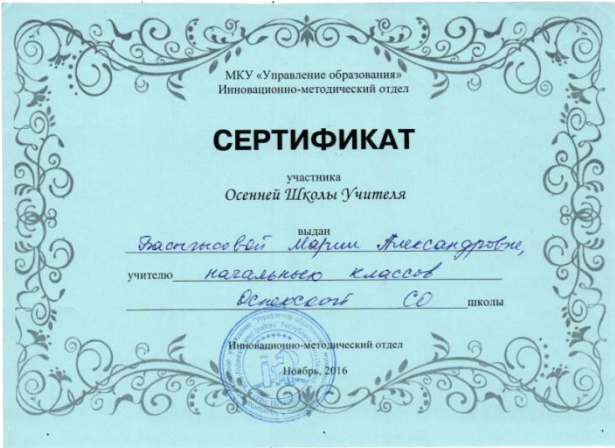 МКУ «Управление образования»
Инновационно-методический отдел
СЕРТИФИКАТ
участника
Осенней Школы Учителя
выдан
Марии Александровне,
учителю начальных классов
СО школы
Инновационно-методический отдел
Ноябрь, 2016